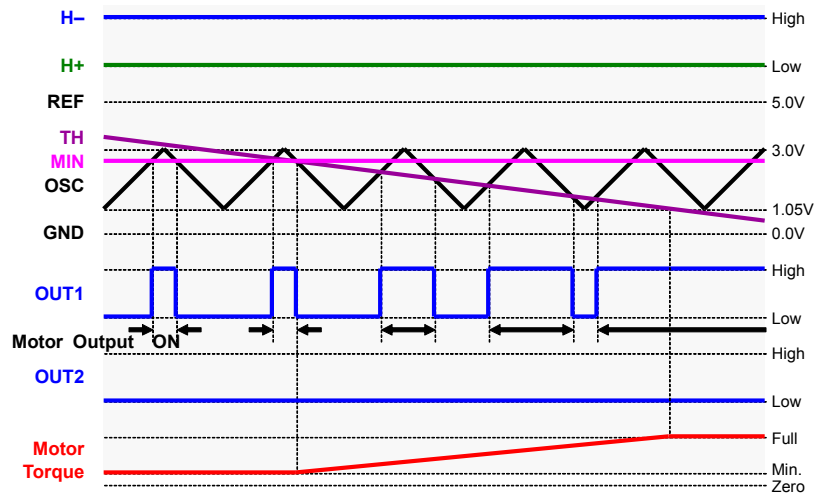 H–
High
H+
Low
REF
5.0V
TH
3.0V
MIN
OSC
1.05V
GND
0.0V
High
OUT1
Low
Motor Output ON
High
OUT2
Low
Full
Motor
Torque
Min.
Zero